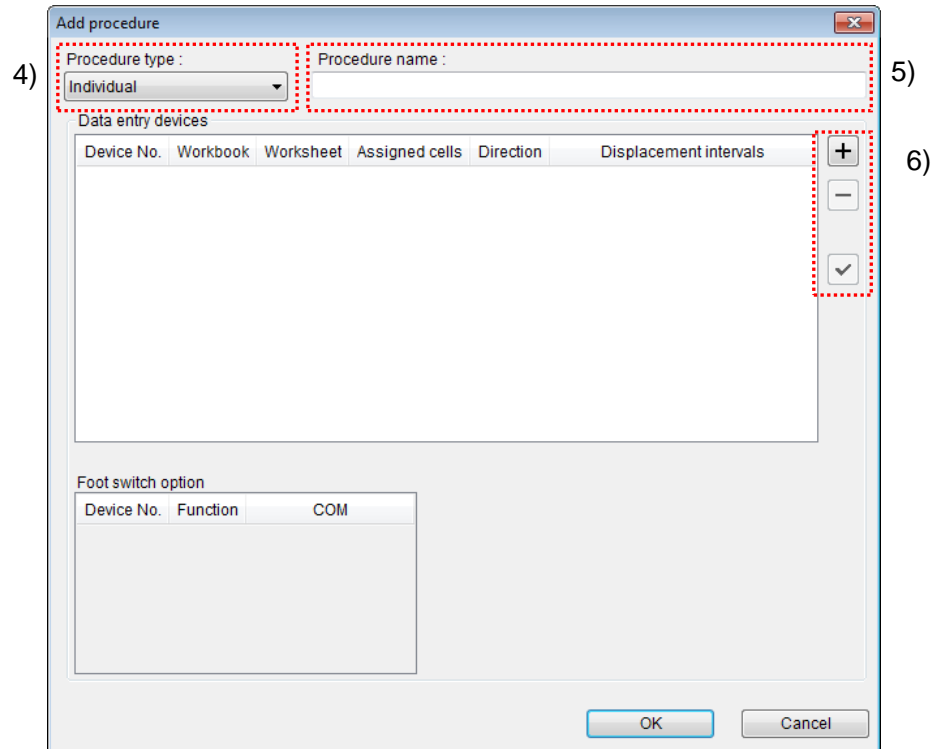 Add procedure
4)
Procedure type :
Individual
Procedure name :
5)
Data entry devices
Device No. Workbook Worksheet Assigned cells Direction Displacement intervals
6)
Foot switch option
Device No. Function COM
OK Cancel